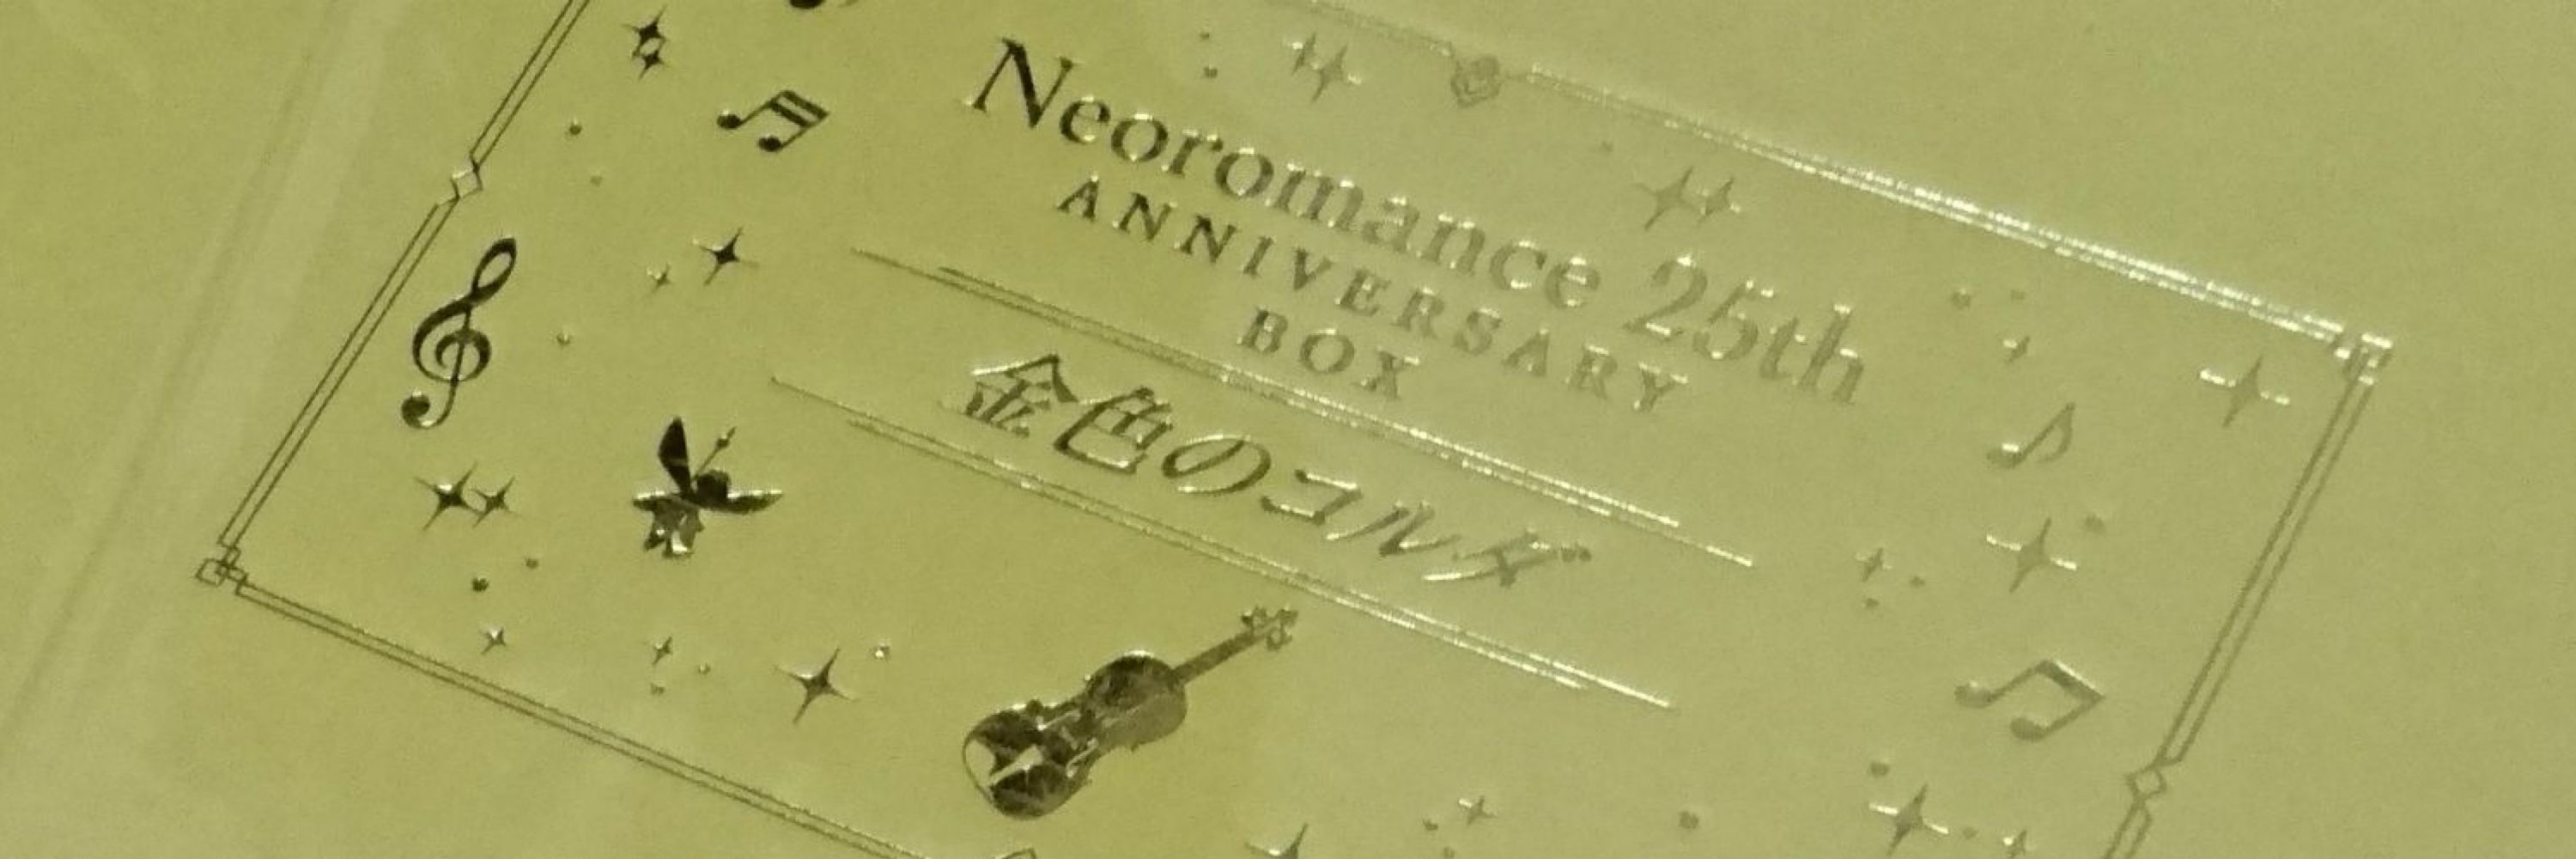 Neoromance 25th
ANNIVERSARY
BOX
金色のコルダ